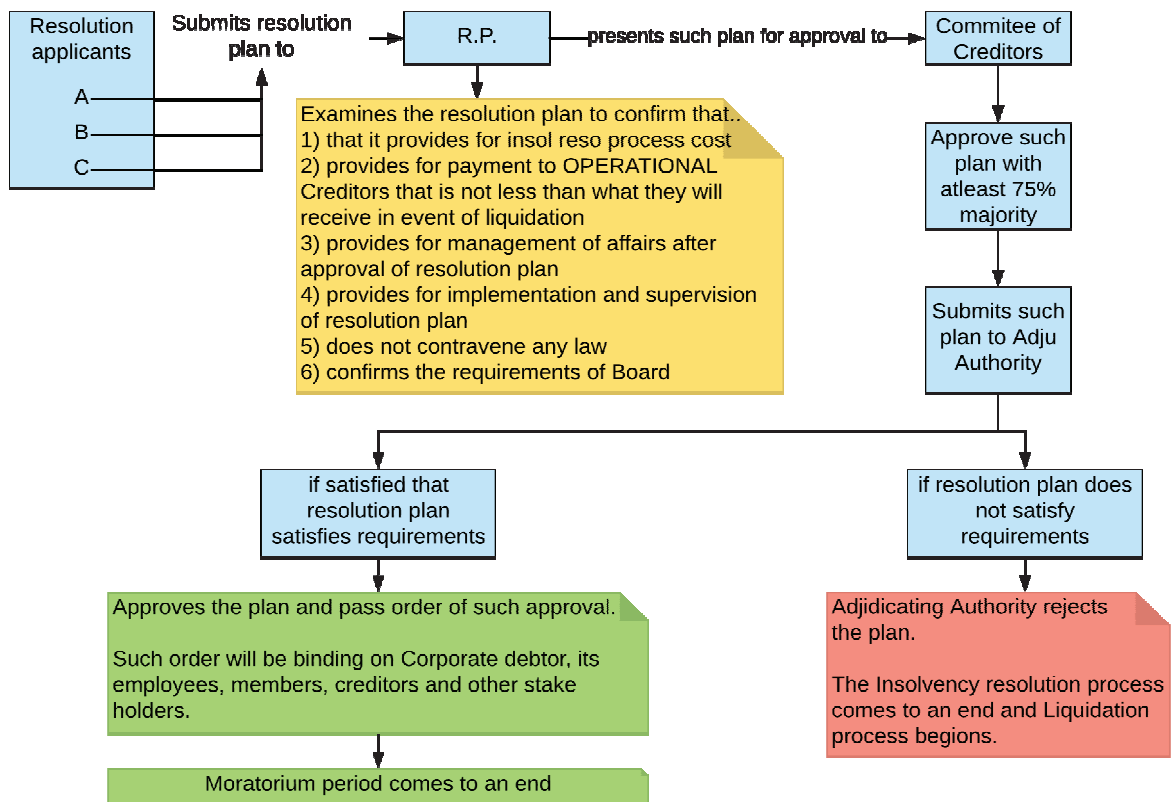 Resolution
applicants
A
B
C
Submits resolution
plan to
R.P.
presents such plan for approval to
Commitee of
Creditors
Examines the resolution plan to confirm that..
1) that it provides for insol reso process cost
2) provides for payment to OPERATIONAL
Creditors that is not less than what they will
receive in event of liquidation
3) provides for management of affairs after
approval of resolution plan
4) provides for implementation and supervision
of resolution plan
5) does not contravene any law
6) confirms the requirements of Board
Approve such
plan with
atleast 75%
majority
Submits such
plan to Adju
Authority
if satisfied that
resolution plan
satisfies requirements
if resolution plan does
not satisfy
requirements
Approves the plan and pass order of such approval.
Such order will be binding on Corporate debtor, its
employees, members, creditors and other stake
holders.
Moratorium period comes to an end
Adjidicating Authority rejects
the plan.
The Insolvency resolution process
comes to an end and Liquidation
process begins.